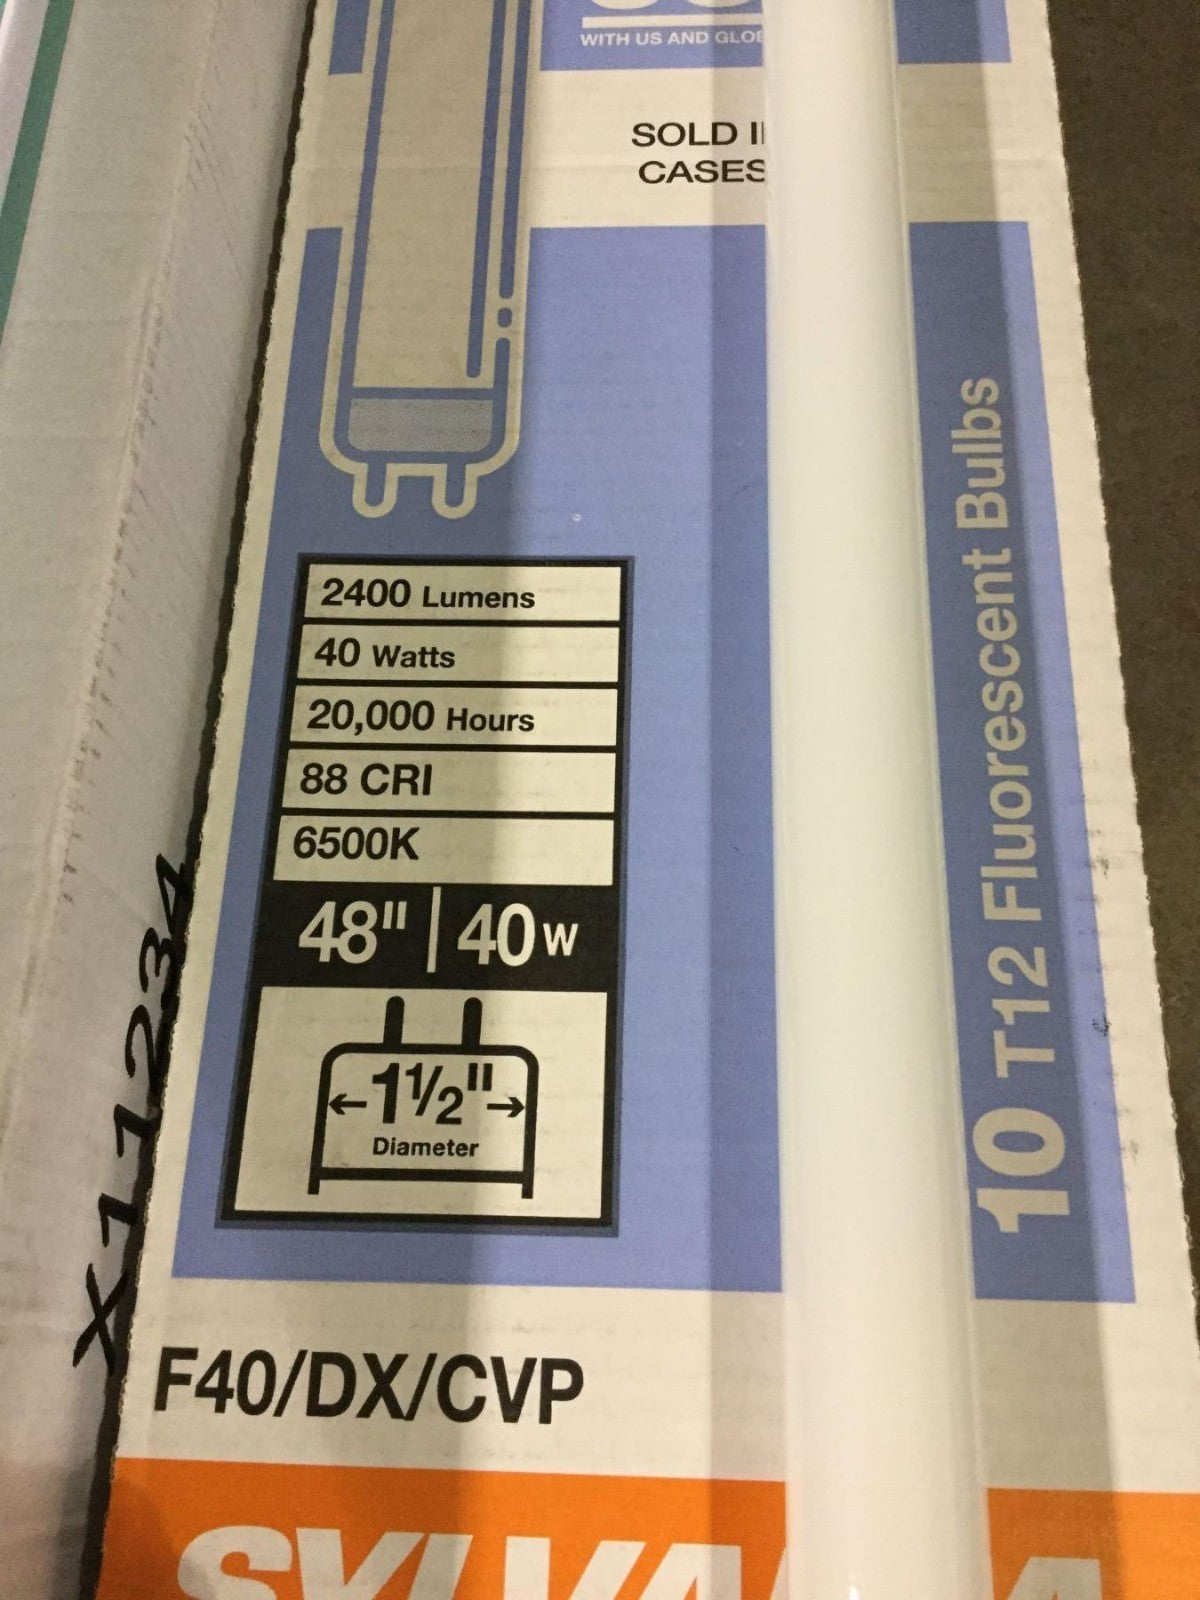 WITH US AND
SOLD
CASES
2400 Lumens
40 Watts
20,000 Hours
88 CRI
6500K
48" | 40W
1½"
Diameter
10 T12 Fluorescent Bulbs
X11234
F40/DX/CVP